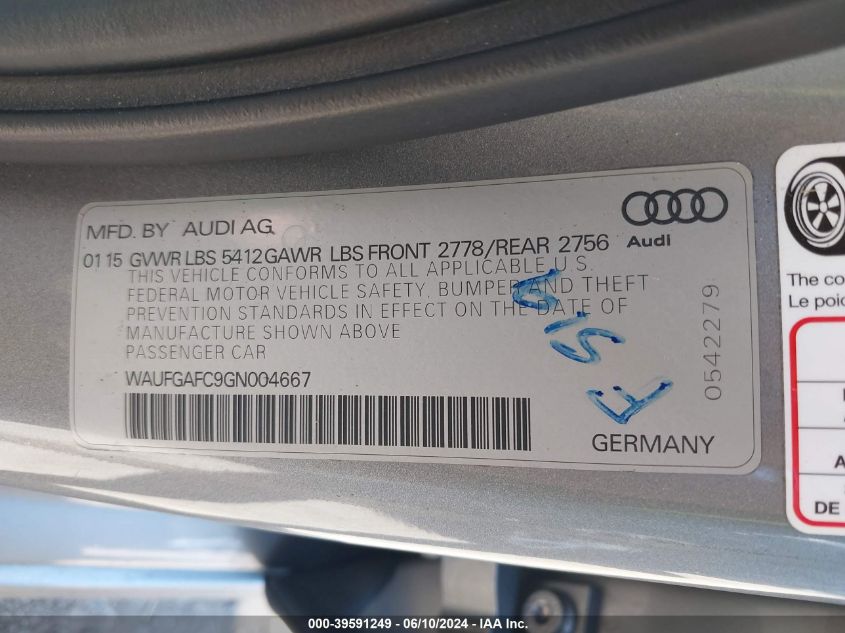 MFD. BY AUDI AG
Audi
01 15 GVWR LBS 5412 GAWR LBS FRONT 2778/REAR 2756
THIS VEHICLE CONFORMS TO ALL APPLICABLE U.S.
FEDERAL MOTOR VEHICLE SAFETY, BUMPER AND THEFT
PREVENTION STANDARDS IN EFFECT ON THE DATE OF
MANUFACTURE SHOWN ABOVE
PASSENGER CAR
WAUFGAFC9GN004667
GERMANY
0542279
The co
Le poid
A
DE
000-39591249 - 06/10/2024 - IAA Inc.